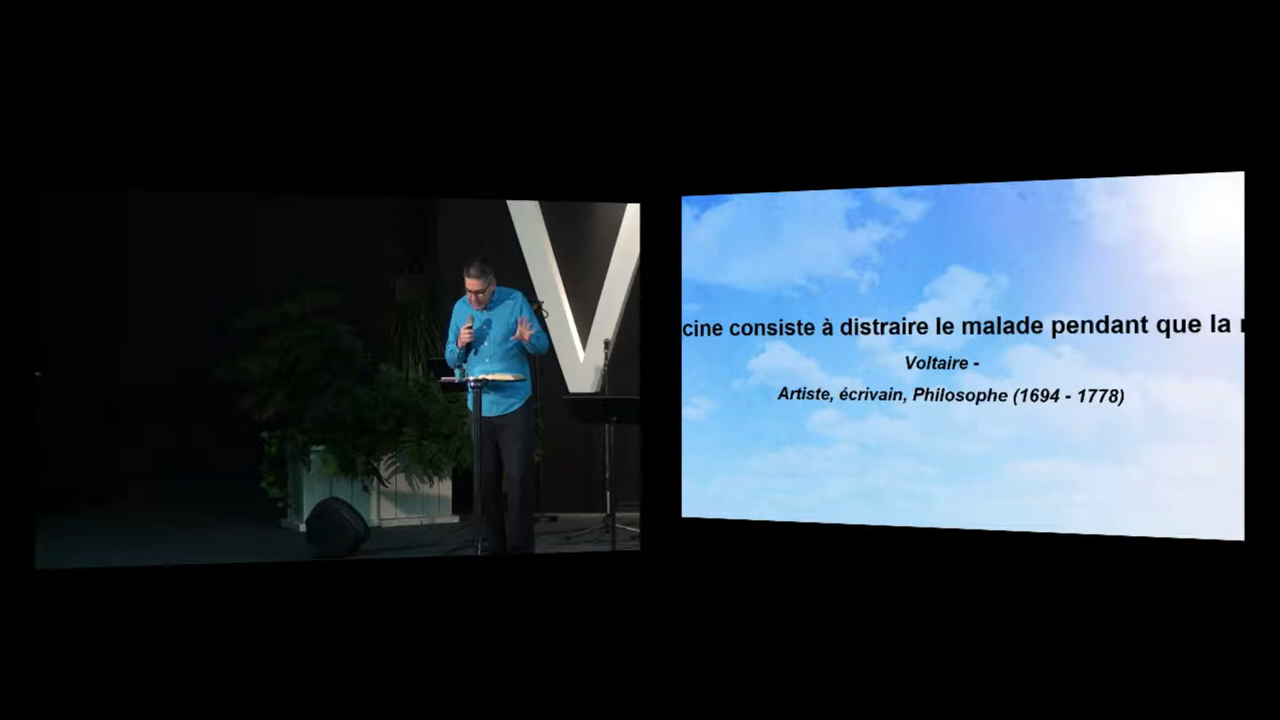 V
cine consiste à distraire le malade pendant que la
Voltaire -
Artiste, écrivain, Philosophe (1694 - 1778)